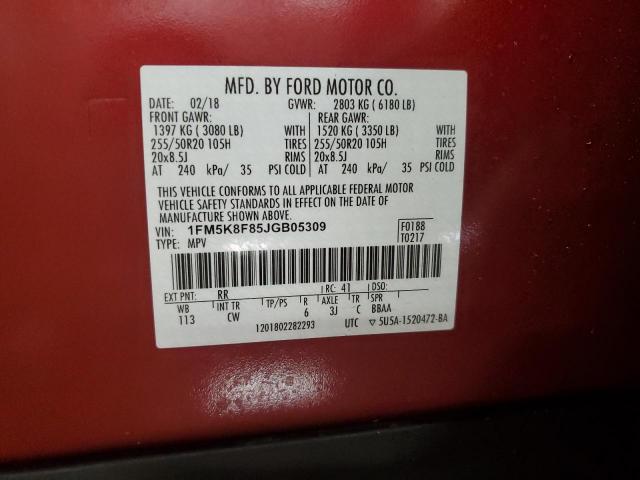 MFD. BY FORD MOTOR CO.
DATE: 02/18 GVWR: 2803 KG ( 6180 LB)
FRONT GAWR: REAR GAWR:
1397 KG ( 3080 LB) WITH 1520 KG ( 3350 LB) WITH
255/50R20 105H TIRES 255/50R20 105H TIRES
20x8.5J RIMS 20x8.5J RIMS
AT 240 kPa/ 35 PSI COLD AT 240 kPa/ 35 PSI COLD
THIS VEHICLE CONFORMS TO ALL APPLICABLE FEDERAL MOTOR
VEHICLE SAFETY STANDARDS IN EFFECT ON THE DATE OF
MANUFACTURE SHOWN ABOVE.
VIN: 1FM5K8F85JGB05309 F0188
TYPE: MPV T0217
EXT PNT: RR RC: 41 DSO:
WB INT TR TP/PS R AXLE TR SPR
113 CW 6 3J C BBAA
1201802282293 UTC ▽ 5U5A-1520472-BA